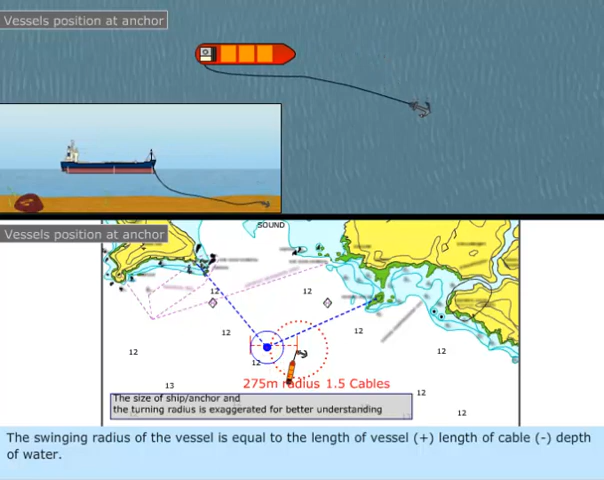 Vessels position at anchor
Vessels position at anchor
SOUND
12
12
12
12
12
12
13
12
12
275m radius 1.5 Cables
The size of ship/anchor and
the turning radius is exaggerated for better understanding
The swinging radius of the vessel is equal to the length of vessel (+) length of cable (-) depth
of water.